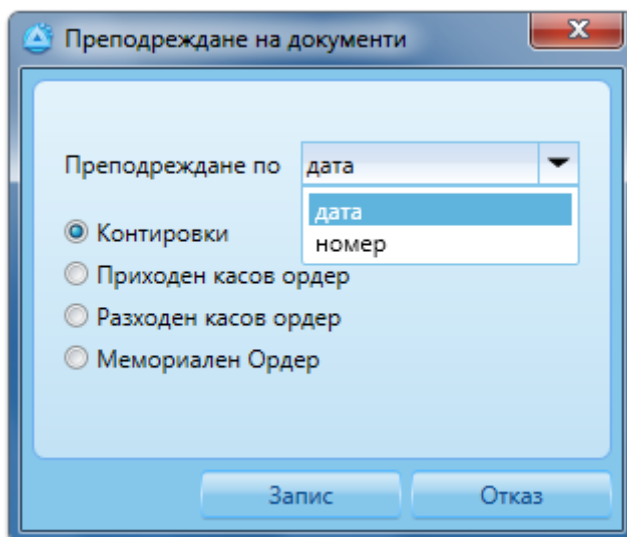 Преподреждане на документи
Преподреждане по дата
дата
номер
Контировки
Приходен касов ордер
Разходен касов ордер
Мемориален Ордер
Запис Отказ